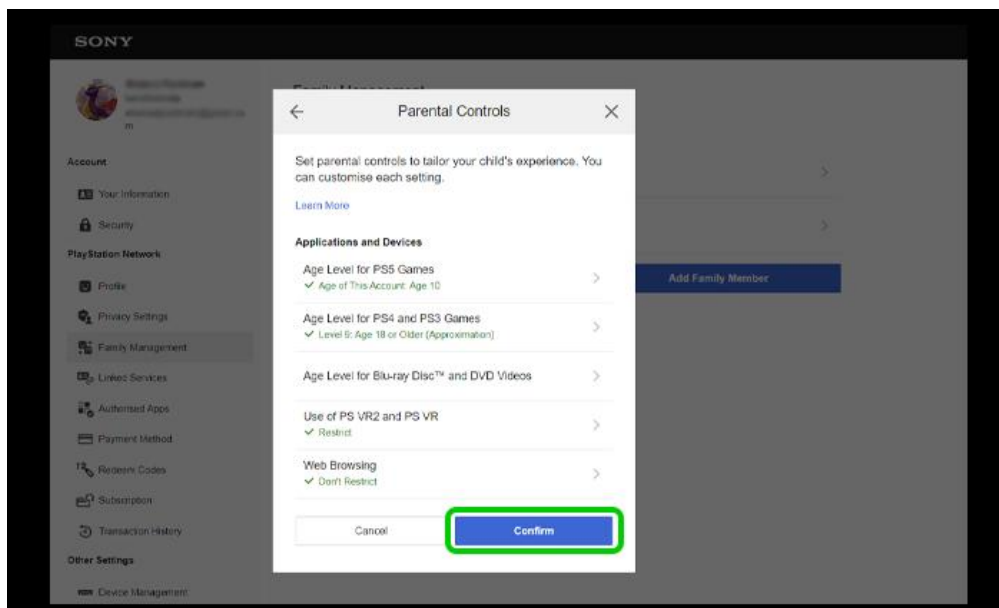 SONY
m
Account
Your Information
Security
PlayStation Network
Profile
Privacy Settings
Family Management
Linked Services
Authorised Apps
Payment Method
Redeem Codes
Subscription
Transaction History
Other Settings
Device Management
Family Management
Parental Controls
Set parental controls to tailor your child's experience. You
can customise each setting.
Learn More
Applications and Devices
Age Level for PS5 Games
Age of This Account: Age 10
Age Level for PS4 and PS3 Games
Level 9: Age 18 or Older (Approximation)
Age Level for Blu-ray Disc™ and DVD Videos
Use of PS VR2 and PS VR
Restrict
Web Browsing
Don't Restrict
Cancel
Confirm
Add Family Member